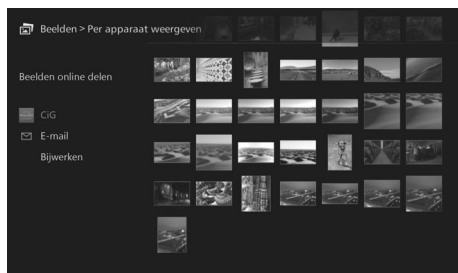 Beelden > Per apparaat weergeven
Beelden online delen
CiG
E-mail
Bijwerken